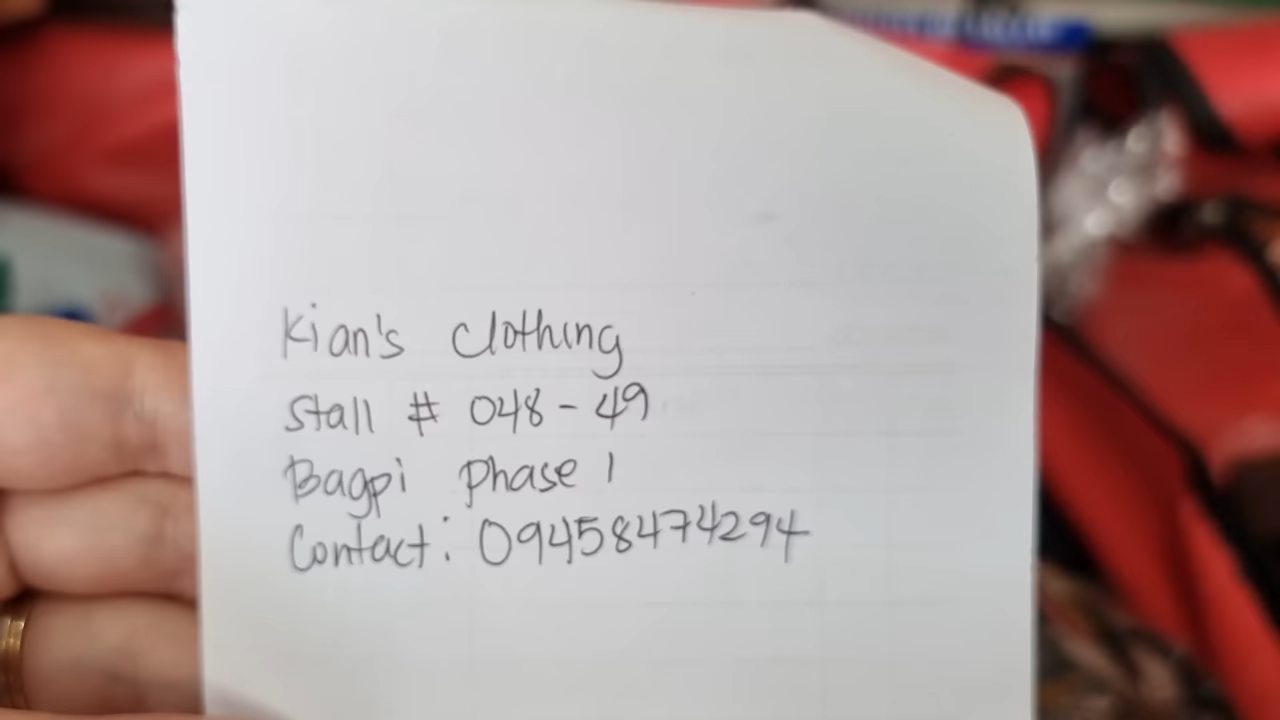 Kian's Clothing
Stall # 048-49
Bagpi Phase 1
Contact: 09458474294